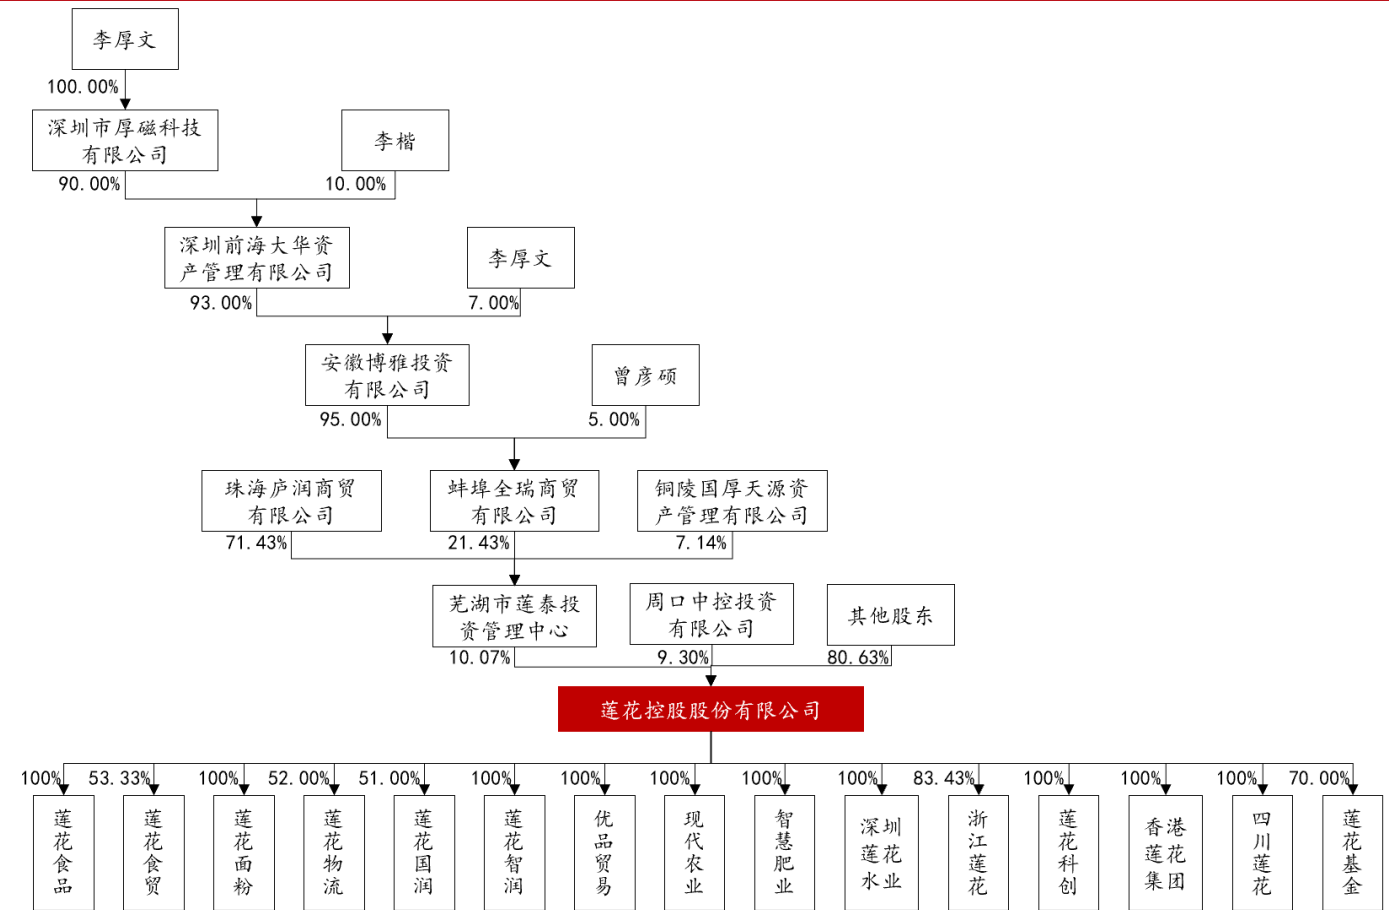 李厚文
100.00%
深圳市厚磁科技
有限公司
李楷
90.00%
10.00%
深圳前海大华资
产管理有限公司
李厚文
93.00%
7.00%
安徽博雅投资
有限公司
曾彦硕
95.00%
5.00%
珠海庐润商贸
有限公司
蚌埠全瑞商贸
有限公司
铜陵国厚天源资
产管理有限公司
71.43%
21.43%
7.14%
芜湖市莲泰投
资管理中心
周口中控投资
有限公司
其他股东
10.07%
9.30%
80.63%
莲花控股股份有限公司
100%
53.33%
100%
52.00%
51.00%
100%
100%
100%
100%
100%
83.43%
100%
100%
100%
70.00%
莲花食品
莲花食贸
莲花面粉
莲花物流
莲花国润
莲花智润
优品贸易
现代农业
智慧肥业
深圳
莲花
水业
浙江莲花
莲花科创
香港
莲花
集团
四川莲花
莲花基金